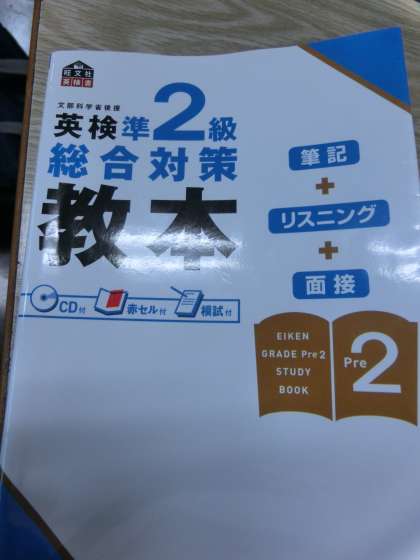 旺文社
英検書
文部科学省後援
英検準2級
総合対策
教本
CD付
赤セル付
模試付
筆記
+
リスニング
+
面接
EIKEN
GRADE Pre2
STUDY
BOOK
Pre 2